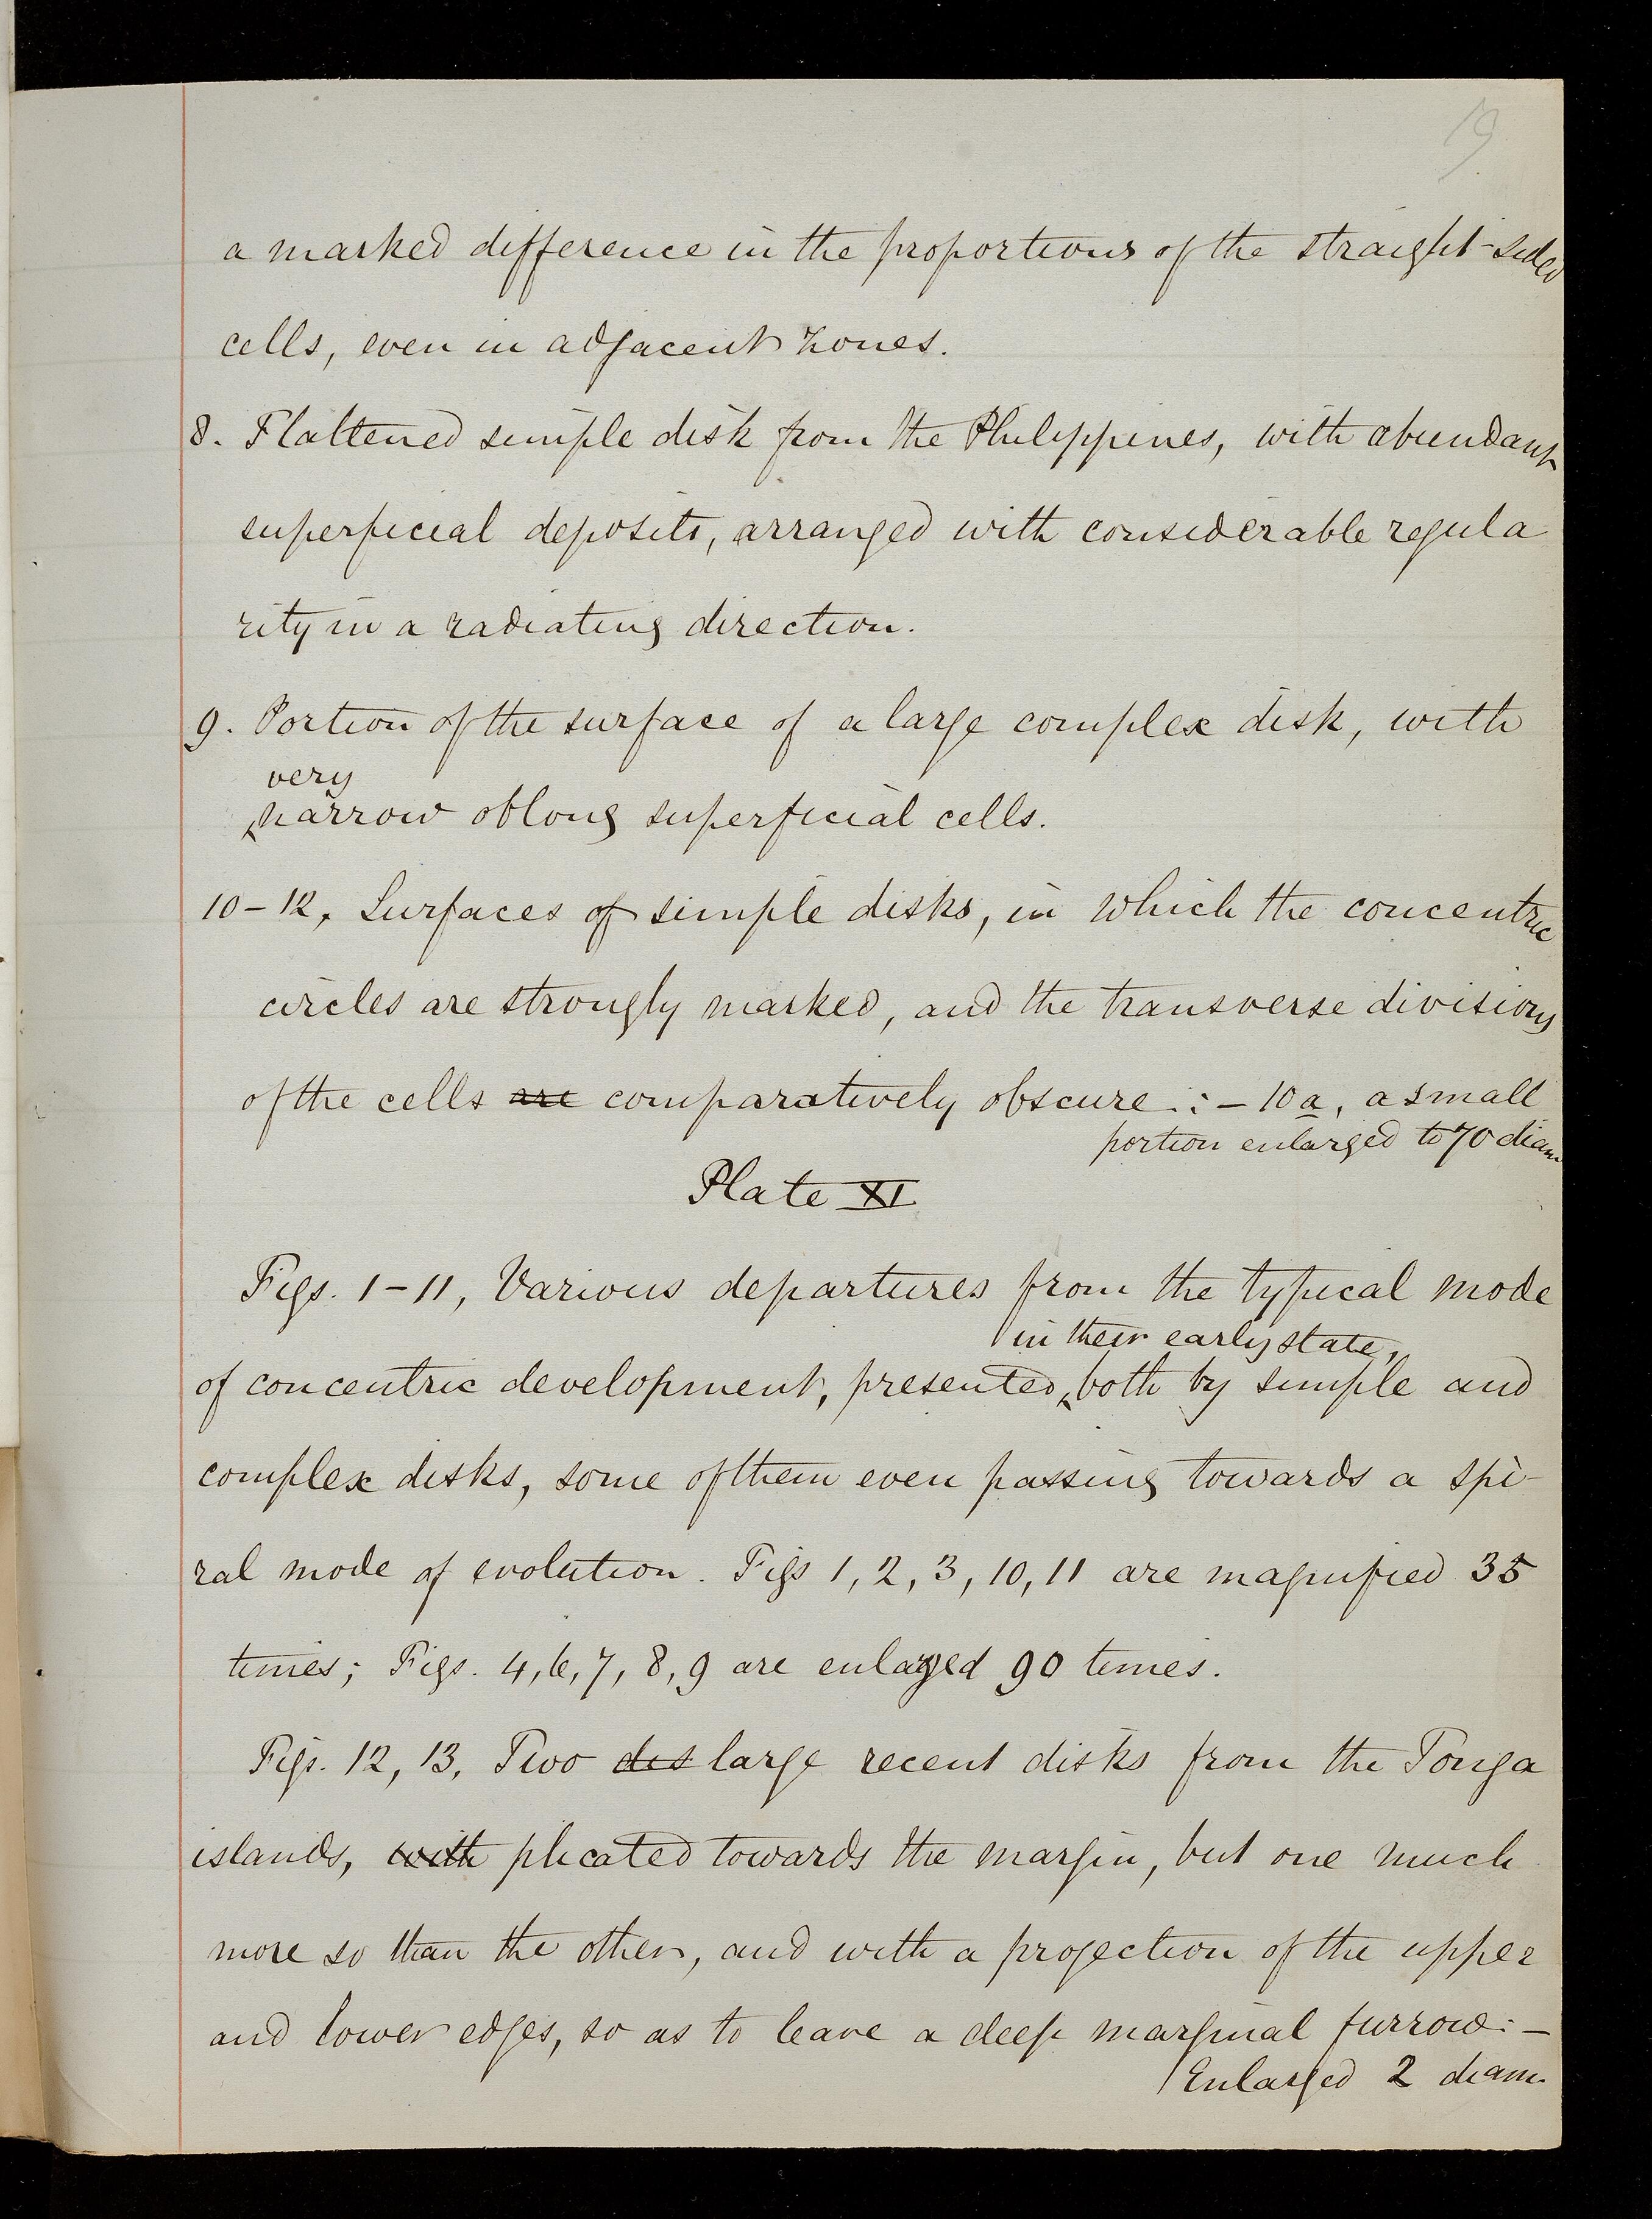 19
a marked difference in the proportions of the straight-sided
cells, even in adjacent zones.
8. Flattened simple disk from the Philippines, with abundant
superficial deposits, arranged with considerable regula
rity in a radiating direction.
9. Portion of the surface of a large complex disk, with
very
narrow oblong superficial cells.
10-12, Surfaces of simple disks, in which the concentric
circles are strongly marked, and the transverse divisions
of the cells are comparatively obscure.:- 10a, a small
portion enlarged to 70 diam
Plate XI
Figs. 1-11, Various departures from the typical mode
in their early state,
of concentric development, presented, both by simple and
complex disks, some of them even passing towards a spi-
ral mode of evolution. Figs 1, 2, 3, 10, 11 are magnified 35
times; Figs. 4, 6, 7, 8, 9 are enlaged 90 times.
Figs. 12, 13, Two dis large recent disks from the Tonga
islands, with plicated towards the margin, but one much
more so than the other, and with a projection of the upper
and lower edges, so as to leave a deep marginal furrow:-
Enlarged 2 diam.